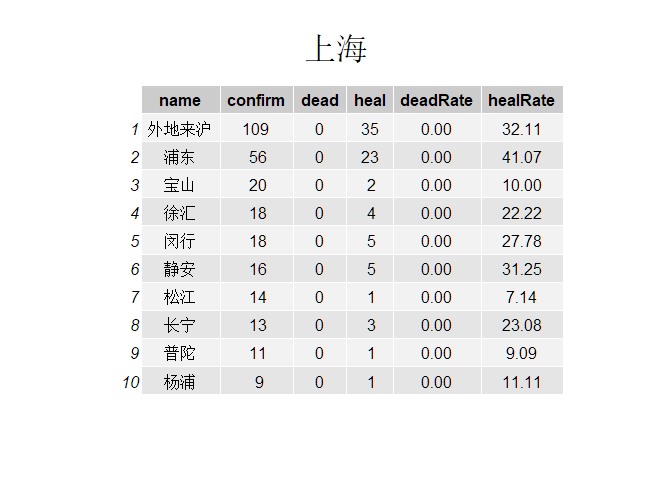 上海
name confirm dead heal deadRate healRate
1 外地来沪 109 0 35 0.00 32.11
2 浦东 56 0 23 0.00 41.07
3 宝山 20 0 2 0.00 10.00
4 徐汇 18 0 4 0.00 22.22
5 闵行 18 0 5 0.00 27.78
6 静安 16 0 5 0.00 31.25
7 松江 14 0 1 0.00 7.14
8 长宁 13 0 3 0.00 23.08
9 普陀 11 0 1 0.00 9.09
10 杨浦 9 0 1 0.00 11.11